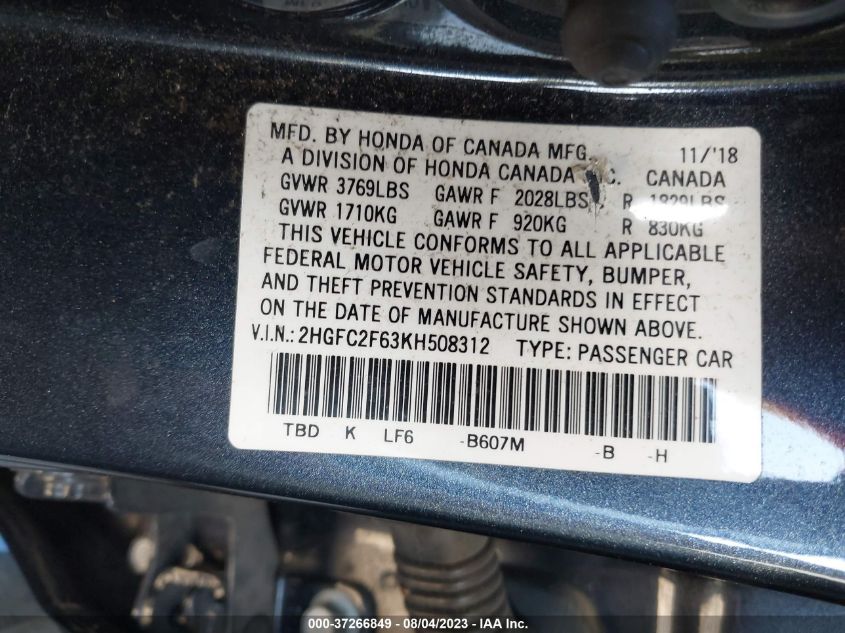 MFD. BY HONDA OF CANADA MFG. 11/'18
A DIVISION OF HONDA CANADA C. CANADA
GVWR 3769LBS GAWR F 2028LBS R 1829LBS
GVWR 1710KG GAWR F 920KG R 830KG
THIS VEHICLE CONFORMS TO ALL APPLICABLE
FEDERAL MOTOR VEHICLE SAFETY, BUMPER,
AND THEFT PREVENTION STANDARDS IN EFFECT
ON THE DATE OF MANUFACTURE SHOWN ABOVE.
V.I.N.: 2HGFC2F63KH508312 TYPE: PASSENGER CAR
TBD K LF6 -B607M -B -H
000-37266849 - 08/04/2023 - IAA Inc.